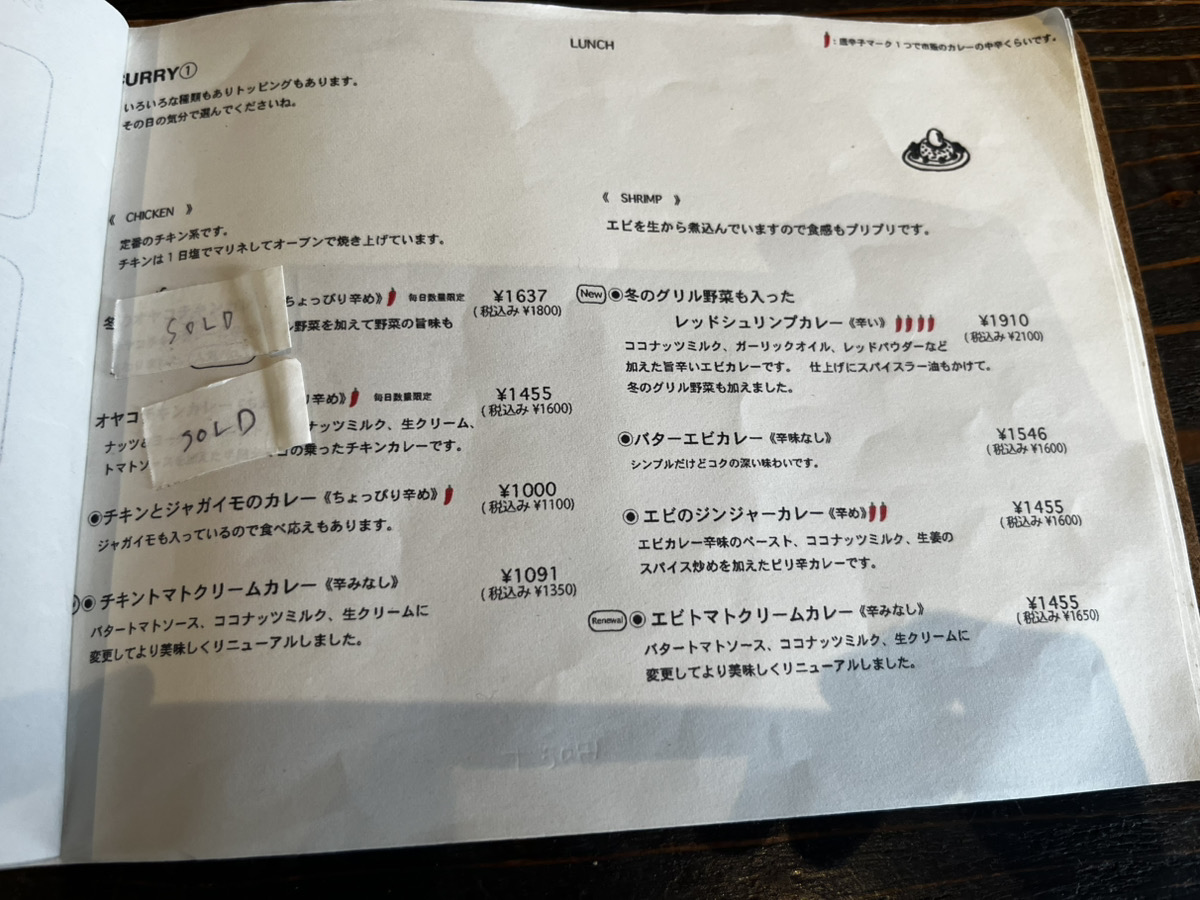 LUNCH
:唐辛子マーク1つで市販のカレーの中辛くらいです。
CURRY①
いろいろな種類もありトッピングもあります。
その日の気分で選んでくださいね。
《 CHICKEN 》
定番のチキン系です。
チキンは1日塩でマリネしてオーブンで焼き上げています。
冬
SOLD
ちょっぴり辛め》 毎日数量限定 ¥1637
(税込み ¥1800)
野菜を加えて野菜の旨味も
オヤコ
SOLD
り辛め》 毎日数量限定 ¥1455
(税込み ¥1600)
ナッツ
ナッツミルク、生クリーム、
トマトソース
の乗ったチキンカレーです。
◉チキンとジャガイモのカレー《ちょっぴり辛め》 ¥1000
(税込み ¥1100)
ジャガイモも入っているので食べ応えもあります。
◉チキントマトクリームカレー《辛みなし》 ¥1091
(税込み ¥1350)
バタートマトソース、ココナッツミルク、生クリームに
変更してより美味しくリニューアルしました。
《 SHRIMP 》
エビを生から煮込んでいますので食感もプリプリです。
New ◉冬のグリル野菜も入った
レッドシュリンプカレー《辛い》 ¥1910
(税込み ¥2100)
ココナッツミルク、ガーリックオイル、レッドパウダーなど
加えた旨辛いエビカレーです。 仕上げにスパイスラー油もかけて。
冬のグリル野菜も加えました。
◉バターエビカレー《辛味なし》 ¥1546
(税込み ¥1600)
シンプルだけどコクの深い味わいです。
◉エビのジンジャーカレー《辛め》 ¥1455
(税込み ¥1600)
エビカレー辛味のペースト、ココナッツミルク、生姜の
スパイス炒めを加えたピリ辛カレーです。
Renewal ◉エビトマトクリームカレー《辛みなし》 ¥1455
(税込み ¥1650)
バタートマトソース、ココナッツミルク、生クリームに
変更してより美味しくリニューアルしました。